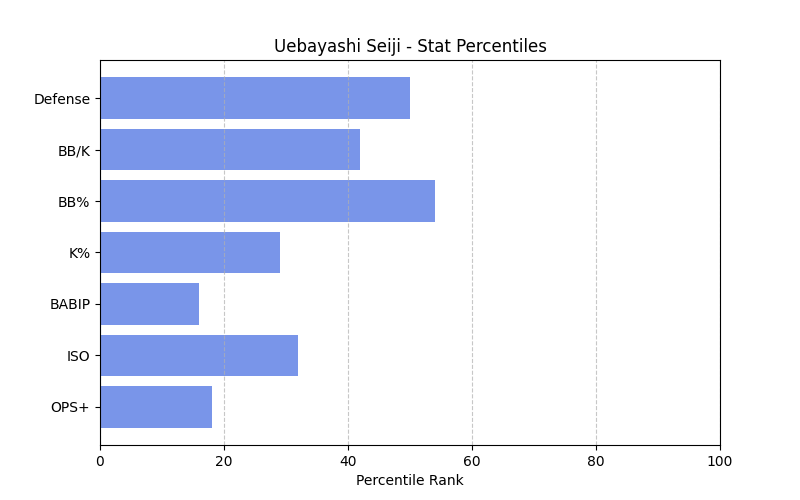 Uebayashi Seiji - Stat Percentiles
Defense
BB/K
BB%
K%
BABIP
ISO
OPS+
0 20 40 60 80 100
Percentile Rank